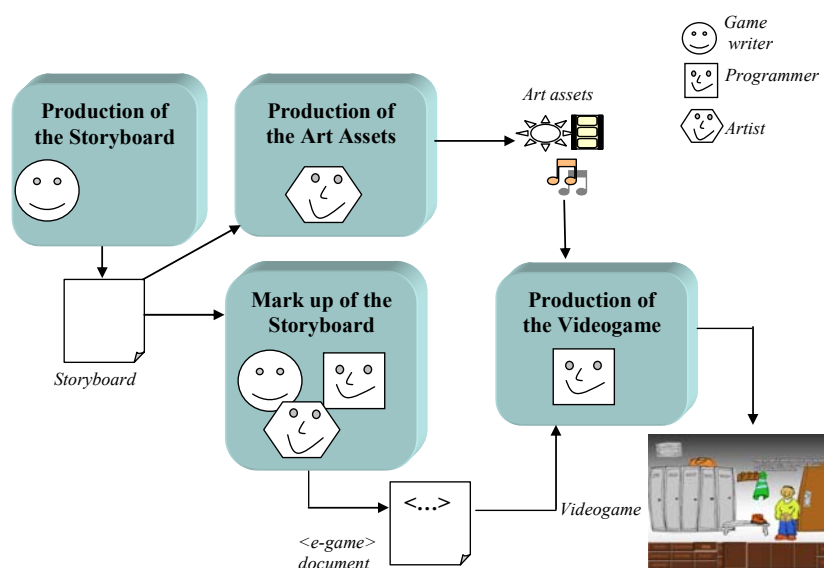 Game
writer
Programmer
Artist
Production of
the Storyboard
Production of
the Art Assets
Art assets
Storyboard
Mark up of the
Storyboard
Production of
the Videogame
<...>
<e-game>
document
Videogame